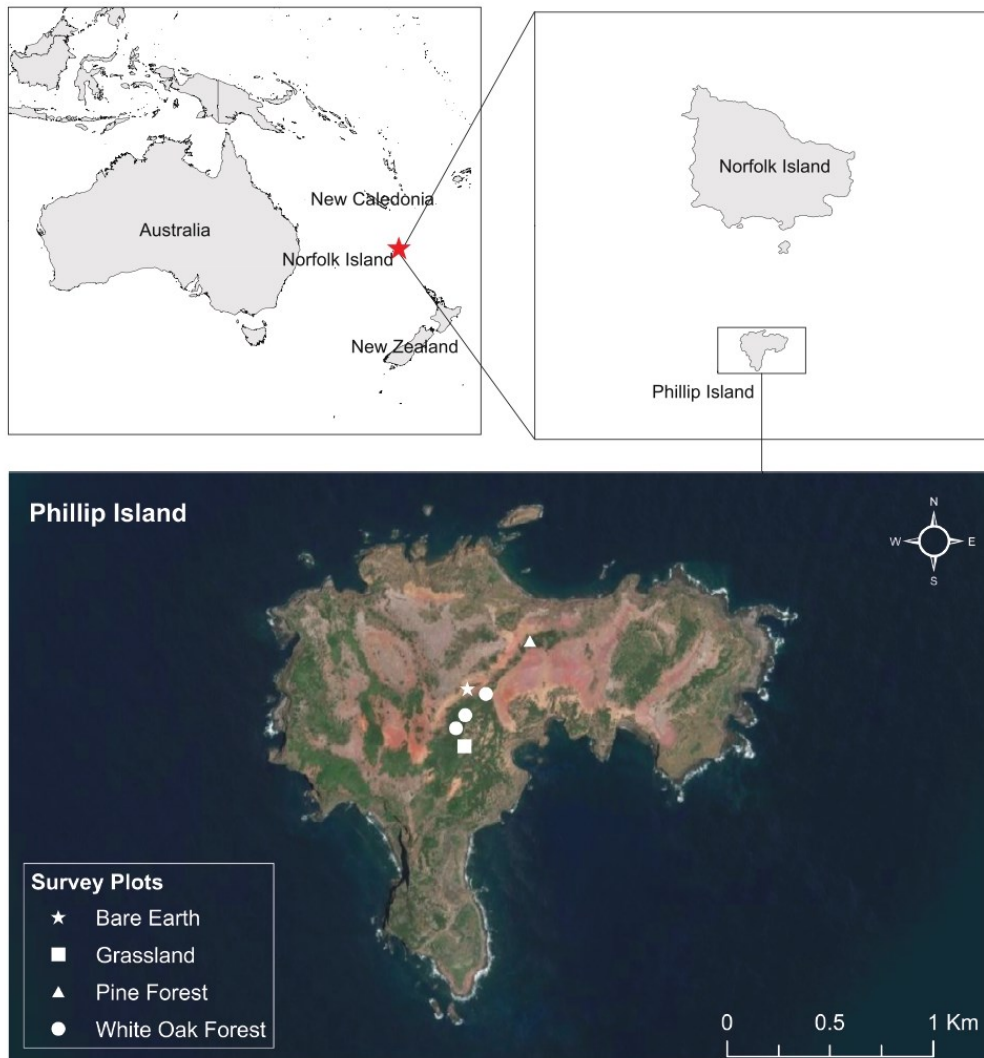 New Caledonia
Australia
Norfolk Island
New Zealand
Norfolk Island
Phillip Island
Phillip Island
N
W
E
S
Survey Plots
Bare Earth
Grassland
Pine Forest
White Oak Forest
0 0.5 1 Km